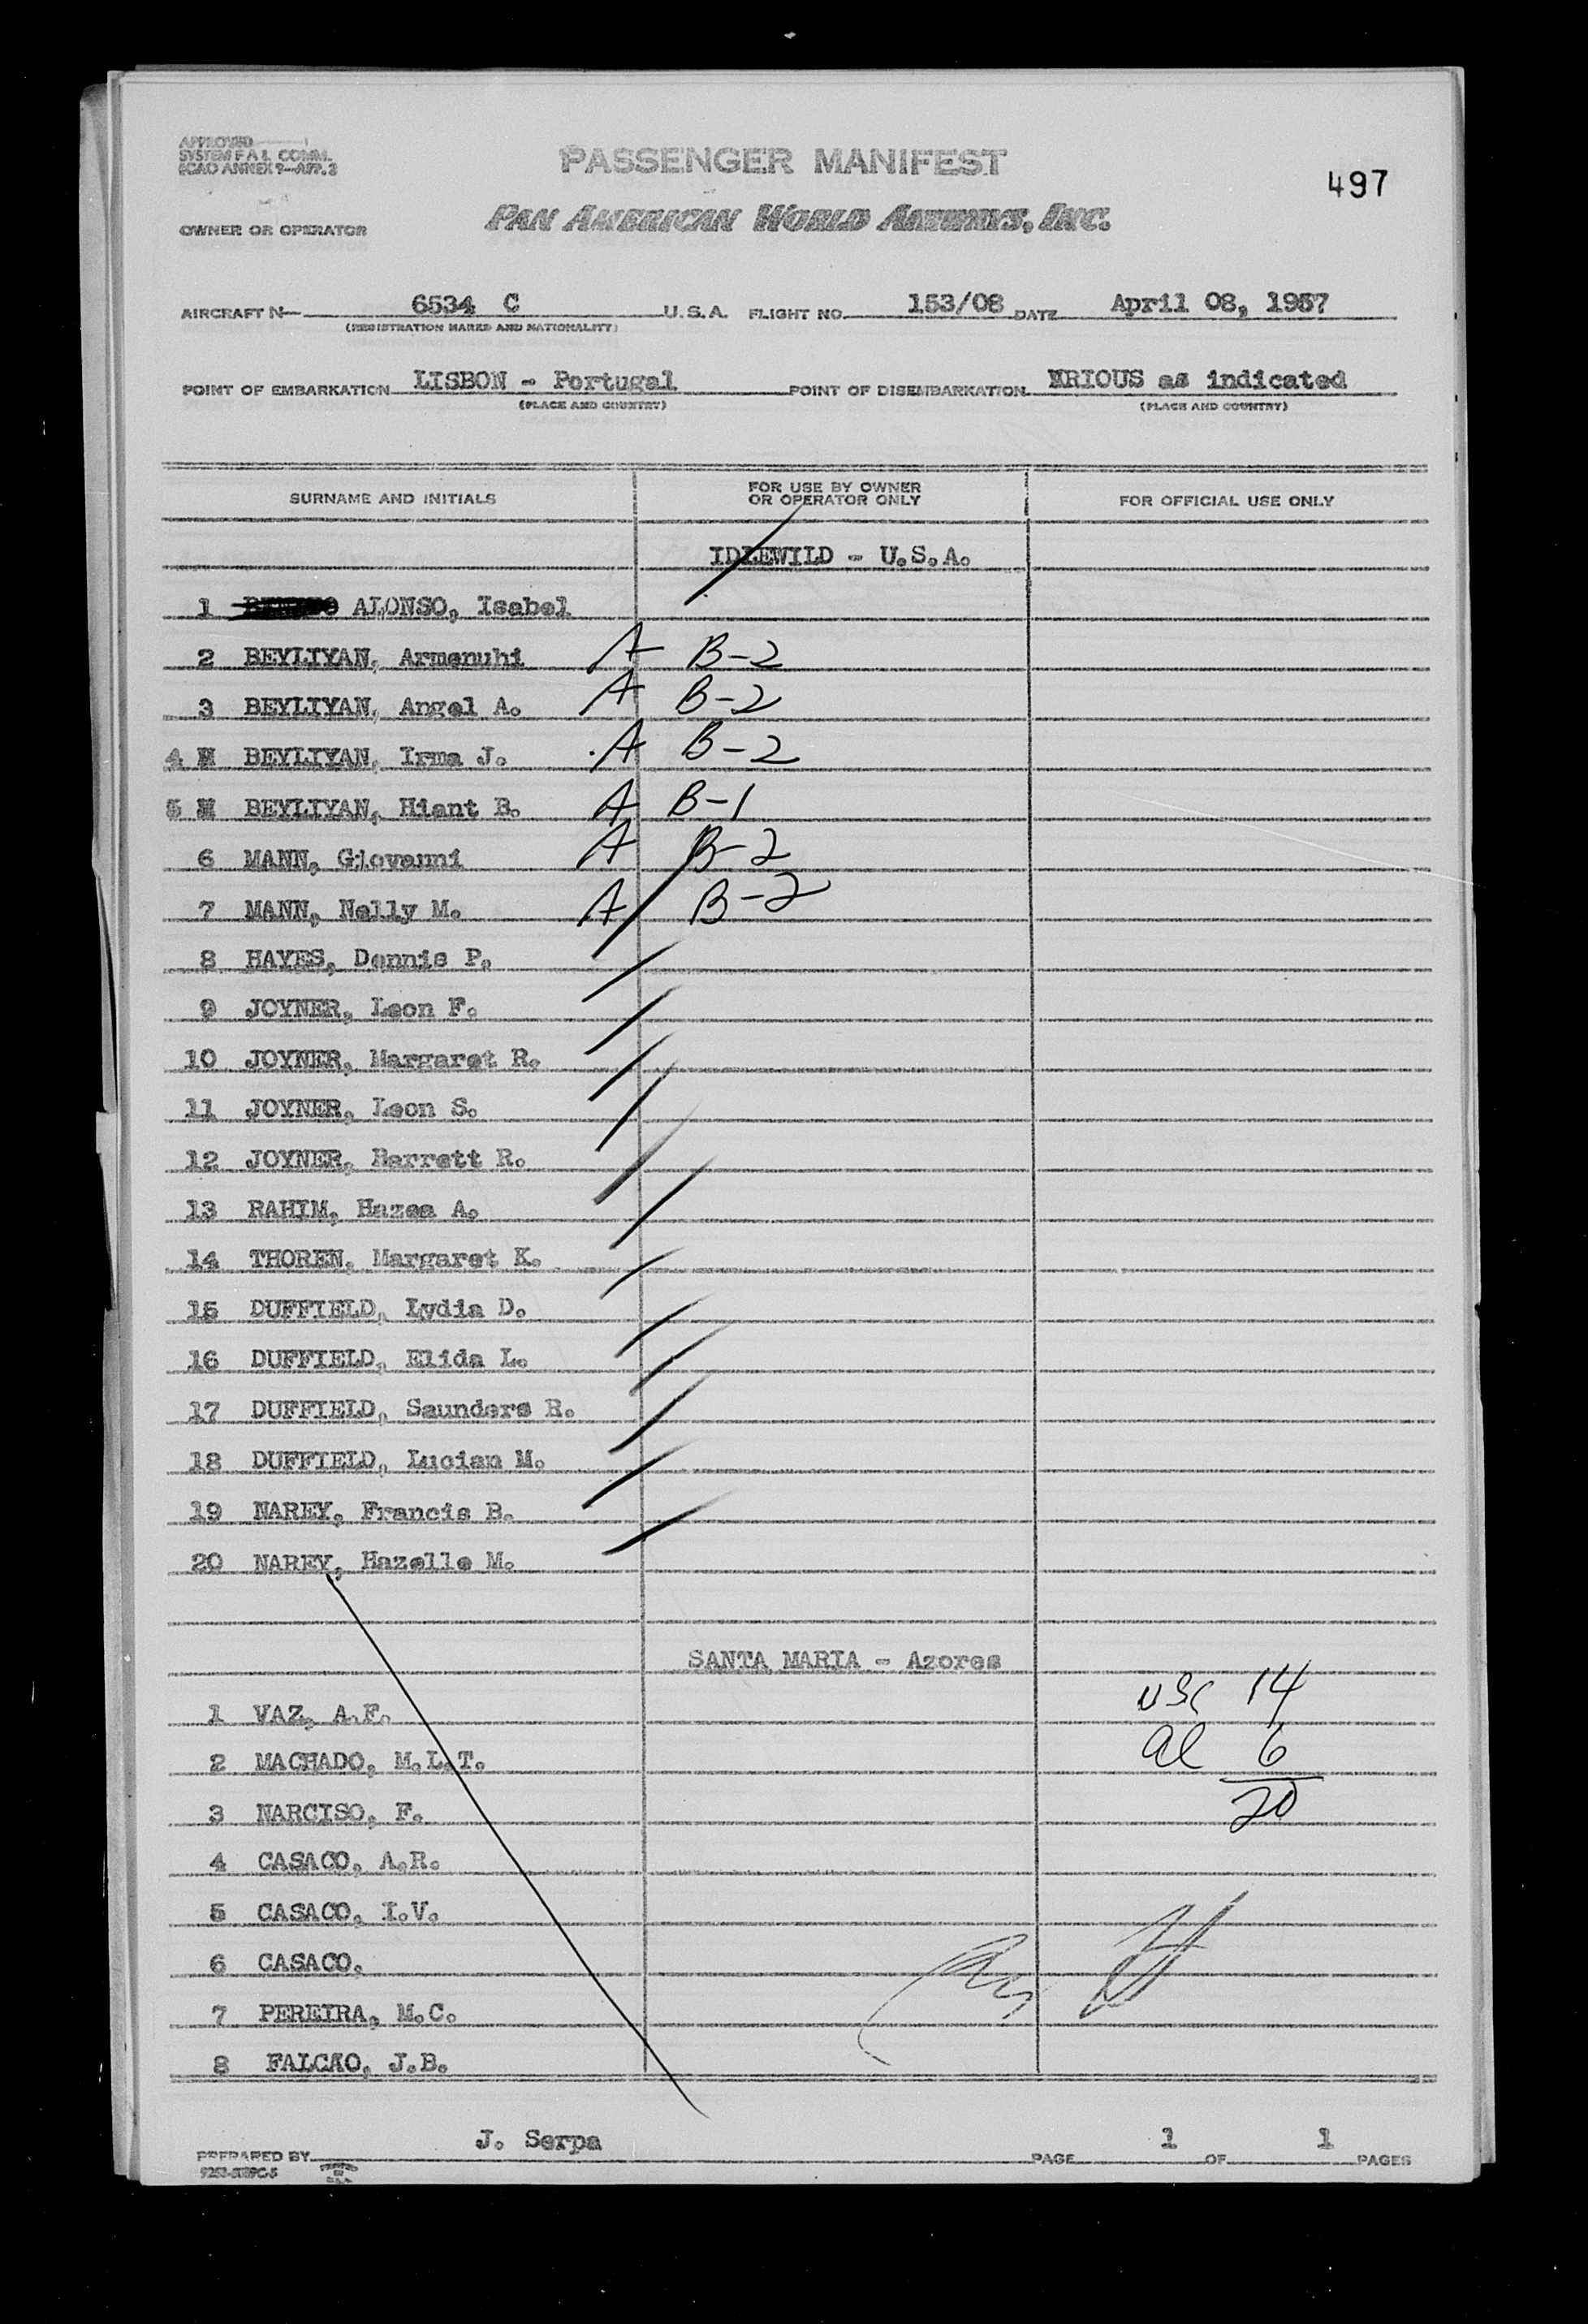 APPROVED
SYSTEM F A L COMM.
ICAO ANNEX 9—APP. 3
PASSENGER MANIFEST
497
OWNER OR OPERATOR
PAN AMERICAN WORLD AIRWAYS, INC.
AIRCRAFT N 6534 C U.S.A. FLIGHT NO. 153/08 DATE April 08, 1957
(REGISTRATION MARKS AND NATIONALITY)
POINT OF EMBARKATION LISBON - Portugal POINT OF DISEMBARKATION as indicated
(PLACE AND COUNTRY) (PLACE AND COUNTRY)
SURNAME AND INITIALS FOR USE BY OWNER OR OPERATOR ONLY FOR OFFICIAL USE ONLY
IDLEWILD - U.S.A.
1 ALONSO, Isabel
2 BEYLIYAN, Armenuhi A B-2
3 BEYLIYAN, Angel A. A B-2
4 M BEYLIYAN, Irma J. A B-2
5 M BEYLIYAN, Hiant B. A B-1
6 MANN, Giovanni A B-2
7 MANN, Nelly M. A B-2
8 HAYES, Dennis P.
9 JOYNER, Leon F.
10 JOYNER, Margaret R.
11 JOYNER, Leon S.
12 JOYNER, Barrett R.
13 RAHIM, Hazea A.
14 THOREN, Margaret K.
15 DUFFIELD, Lydia D.
16 DUFFIELD, Elida L.
17 DUFFIELD, Saunders R.
18 DUFFIELD, Lucian M.
19 NAREY, Francis B.
20 NAREY, Hazelle M.
SANTA MARIA - Azores
1 VAZ, A.F. USC 14
2 MACHADO, M.L.T. al 6
3 NARCISO, F. 20
4 CASACO, A.R.
5 CASACO, I.V.
6 CASACO,
7 PEREIRA, M.C.
8 FALCÃO, J.B.
PREPARED BY J. Serpa PAGE 1 OF 1 PAGES